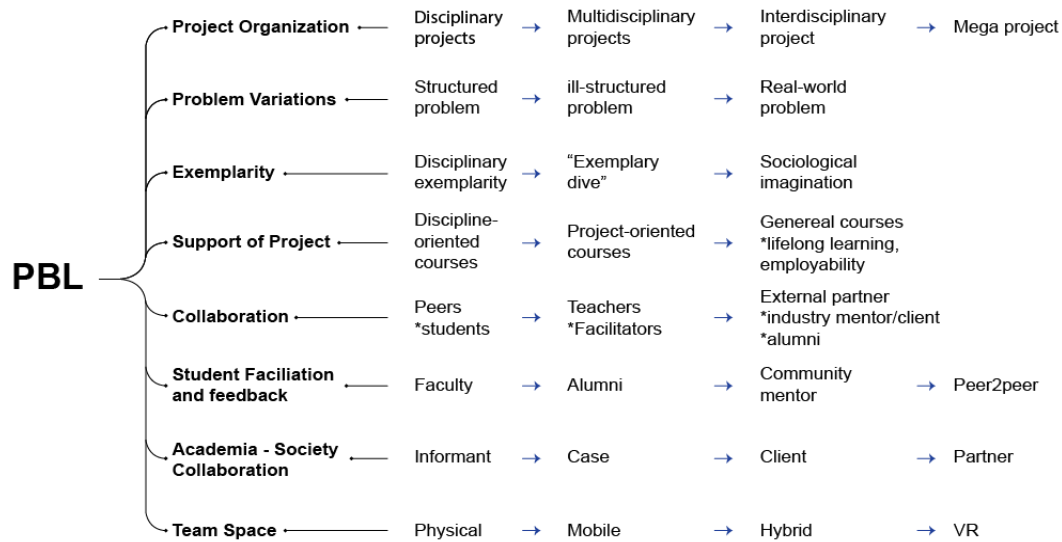 PBL
Project Organization
Disciplinary
projects
Multidisciplinary
projects
Interdisciplinary
project
Mega project
Problem Variations
Structured
problem
ill-structured
problem
Real-world
problem
Exemplarity
Disciplinary
exemplarity
“Exemplary
dive”
Sociological
imagination
Support of Project
Discipline-
oriented
courses
Project-oriented
courses
Genereal courses
*lifelong learning,
employability
Collaboration
Peers
*students
Teachers
*Facilitators
External partner
*industry mentor/client
*alumni
Student Faciliation
and feedback
Faculty
Alumni
Community
mentor
Peer2peer
Academia - Society
Collaboration
Informant
Case
Client
Partner
Team Space
Physical
Mobile
Hybrid
VR